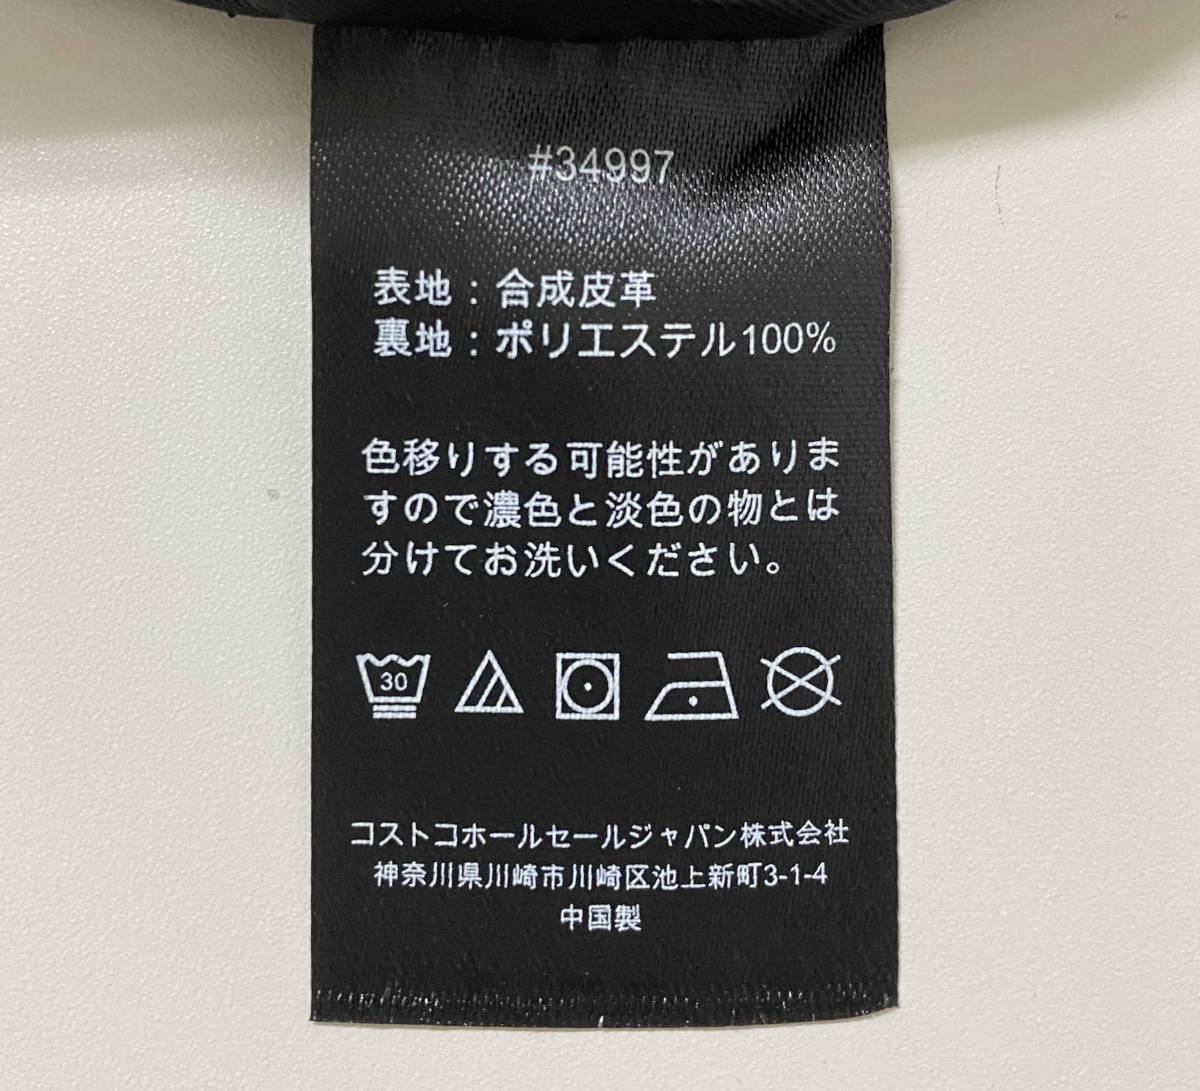 #34997
表地：合成皮革
裏地：ポリエステル100%
色移りする可能性がありま
すので濃色と淡色の物とは
分けてお洗いください。
30
コストコホールセールジャパン株式会社
神奈川県川崎市川崎区池上新町3-1-4
中国製